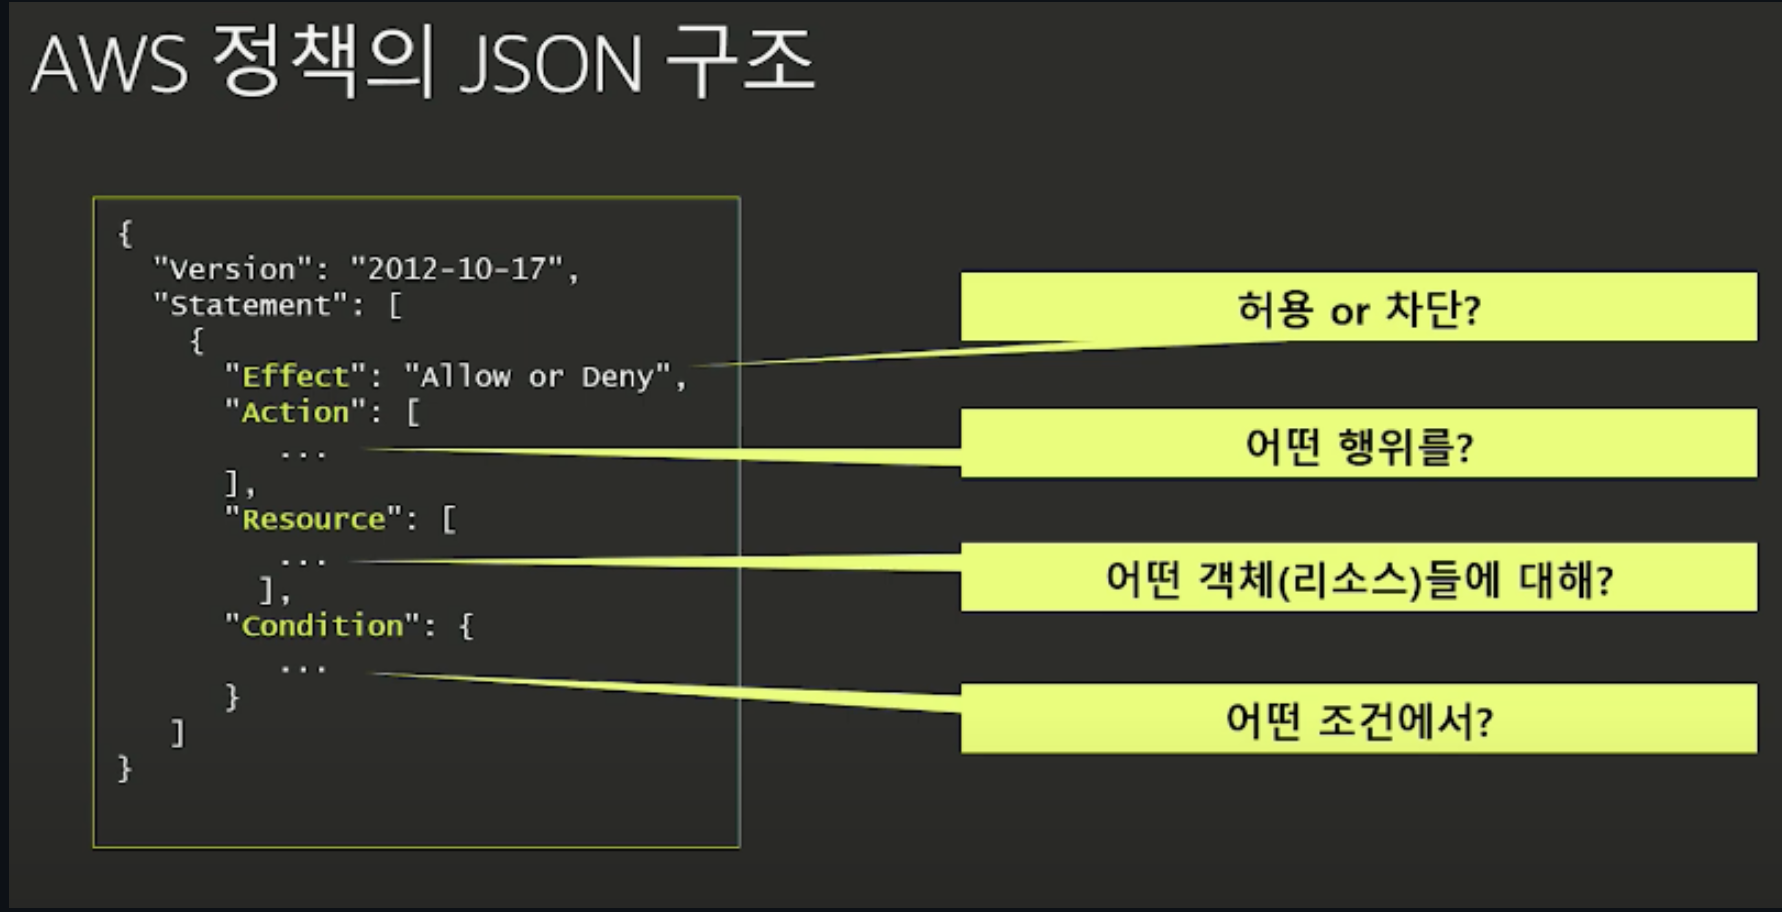 AWS 정책의 JSON 구조
{
"Version": "2012-10-17",
"Statement": [
{
"Effect": "Allow or Deny",
"Action": [
...
],
"Resource": [
...
],
"Condition": {
...
}
]
}
허용 or 차단?
어떤 행위를?
어떤 객체(리소스)들에 대해?
어떤 조건에서?